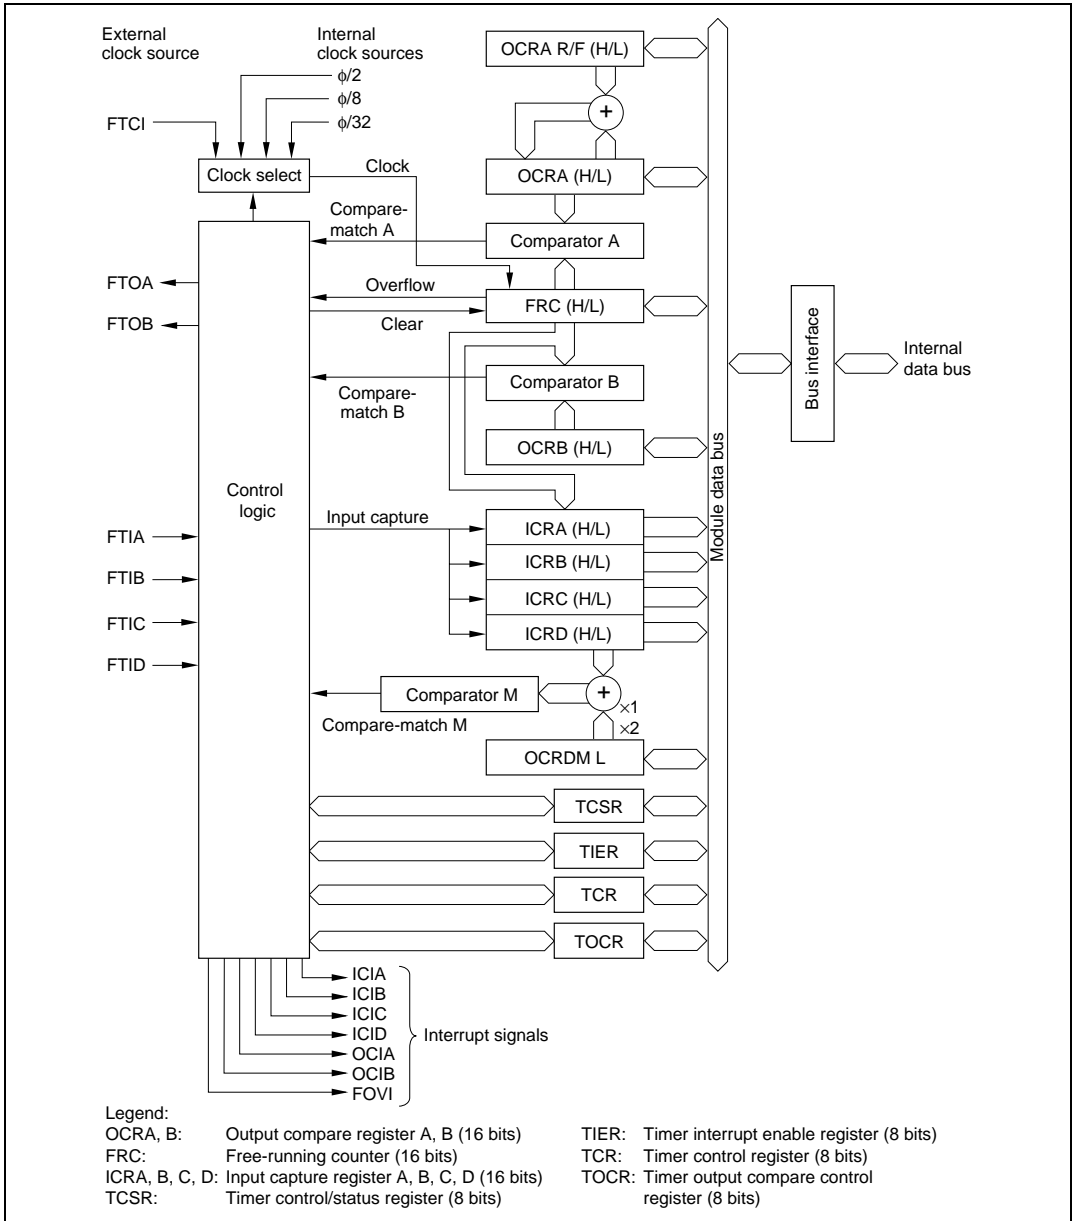 External
clock source
Internal
clock sources
ϕ/2
ϕ/8
ϕ/32
FTCI
Clock select
Clock
OCRA R/F (H/L)
+
OCRA (H/L)
Compare-
match A
Comparator A
FTOA
FTOB
Overflow
Clear
FRC (H/L)
Compare-
match B
Comparator B
OCRB (H/L)
Control
logic
Input capture
ICRA (H/L)
ICRB (H/L)
ICRC (H/L)
ICRD (H/L)
FTIA
FTIB
FTIC
FTID
Comparator M
Compare-match M
+
×1
×2
OCRDM L
TCSR
TIER
TCR
TOCR
Module data bus
Bus interface
Internal
data bus
ICIA
ICIB
ICIC
ICID
OCIA
OCIB
FOVI
Interrupt signals
Legend:
OCRA, B: Output compare register A, B (16 bits)
FRC: Free-running counter (16 bits)
ICRA, B, C, D: Input capture register A, B, C, D (16 bits)
TCSR: Timer control/status register (8 bits)
TIER: Timer interrupt enable register (8 bits)
TCR: Timer control register (8 bits)
TOCR: Timer output compare control
register (8 bits)